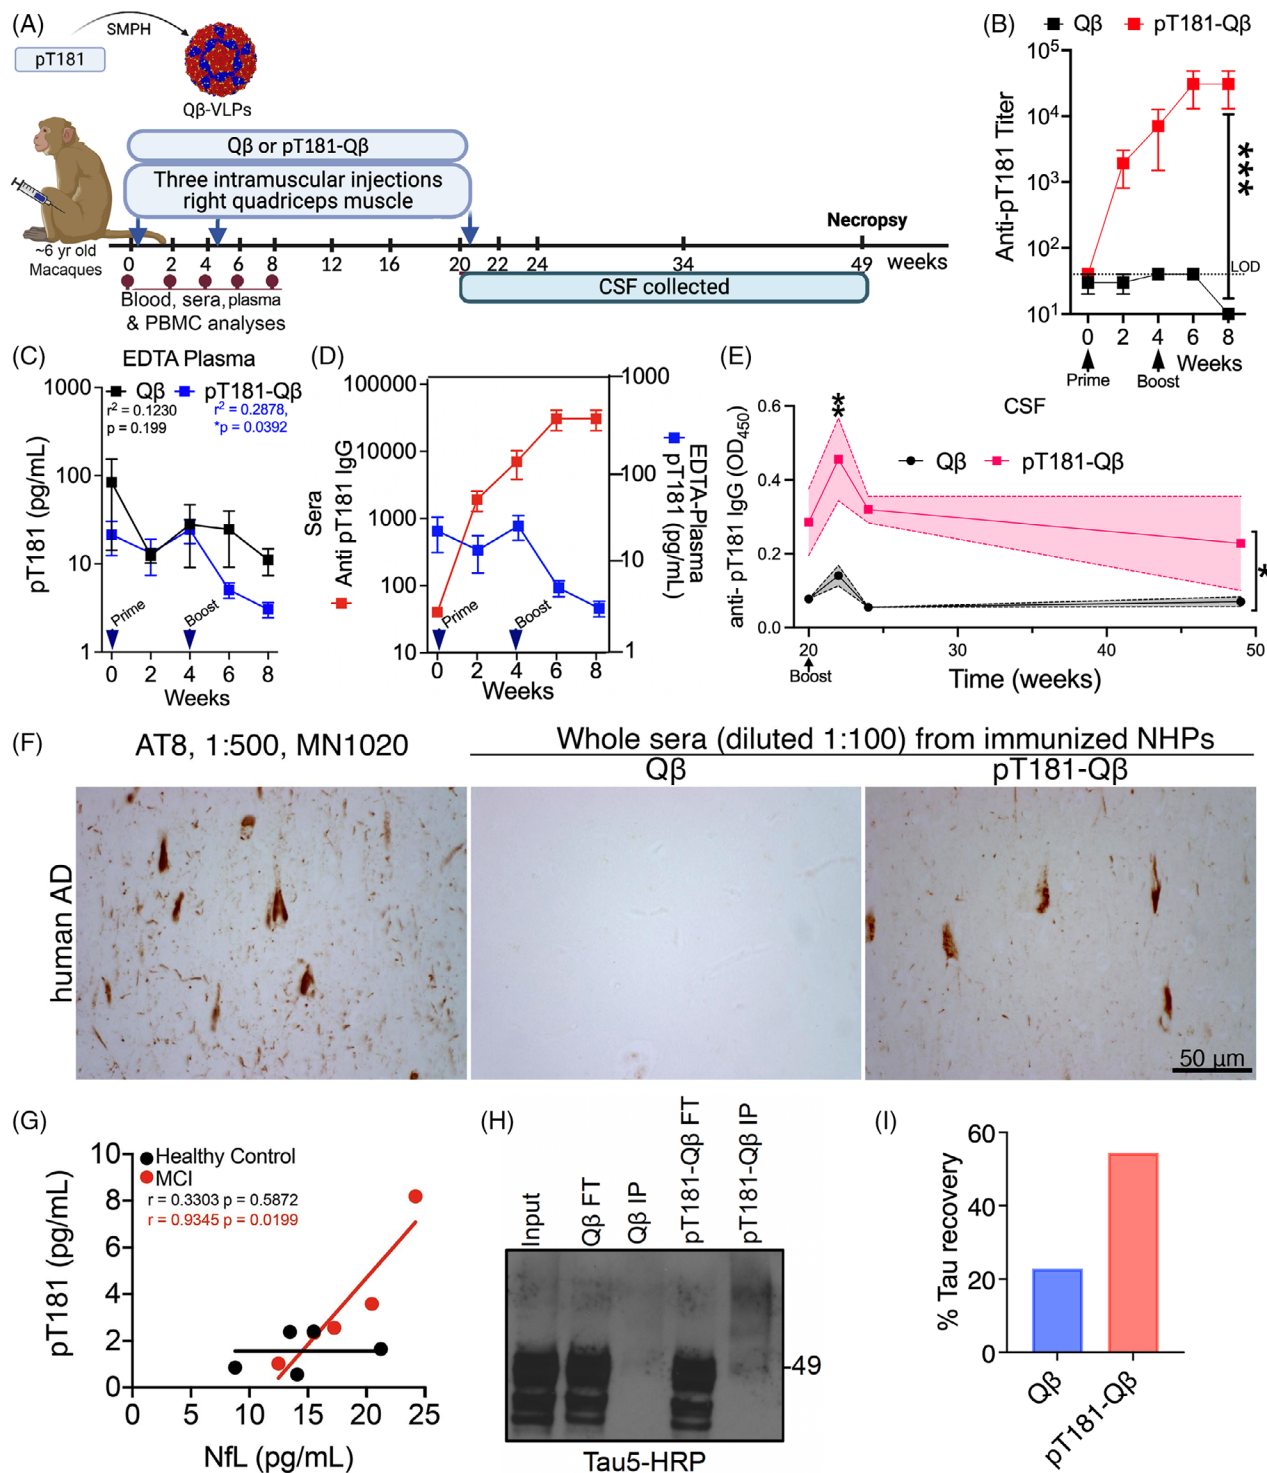 (A)
SMPH
pT181
Qβ-VLPs
Qβ or pT181-Qβ
Three intramuscular injections
right quadriceps muscle
Necropsy
~6 yr old
Macaques
0 2 4 6 8 12 16 20 22 24 34 49 weeks
Blood, sera, plasma
& PBMC analyses
CSF collected
(B)
Qβ pT181-Qβ
Anti-pT181 Titer
10⁵
10⁴
10³
10²
10¹
***
LOD
0 2 4 6 8
Weeks
Prime Boost
(C)
EDTA Plasma
Qβ pT181-Qβ
r² = 0.1230
p = 0.199
r² = 0.2878,
*p = 0.0392
pT181 (pg/mL)
1000
100
10
1
Prime Boost
0 2 4 6 8
Weeks
(D)
Sera
Anti pT181 IgG
100000
10000
1000
100
10
1000
100
10
1
EDTA-Plasma
pT181 (pg/mL)
Prime Boost
0 2 4 6 8
Weeks
(E)
CSF
Qβ pT181-Qβ
anti- pT181 IgG (OD₄₅₀)
0.6
0.4
0.2
0.0
**
*
20 30 40 50
Boost
Time (weeks)
(F)
AT8, 1:500, MN1020
Whole sera (diluted 1:100) from immunized NHPs
Qβ
pT181-Qβ
human AD
50 µm
(G)
Healthy Control
MCI
r = 0.3303 p = 0.5872
r = 0.9345 p = 0.0199
pT181 (pg/mL)
10
8
6
4
2
0
0 5 10 15 20 25
NfL (pg/mL)
(H)
Input
Qβ FT
Qβ IP
pT181-Qβ FT
pT181-Qβ IP
-49
Tau5-HRP
(I)
% Tau recovery
60
40
20
0
Qβ
pT181-Qβ